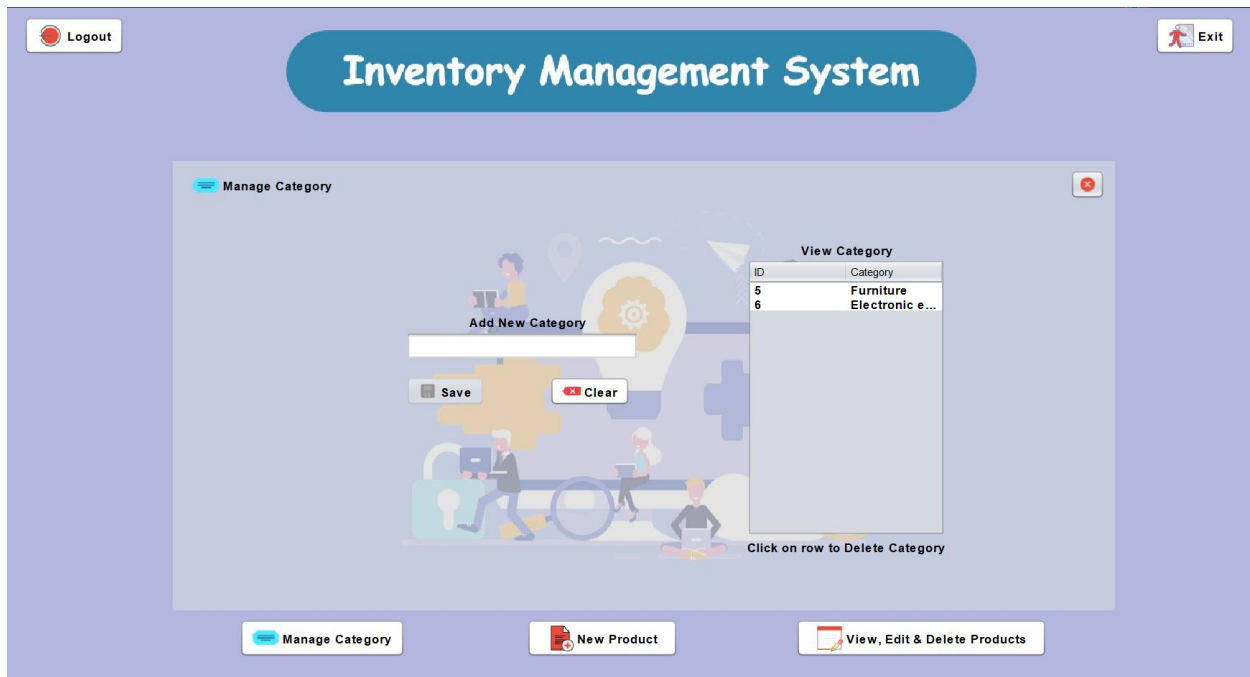 Logout
Exit
Inventory Management System
Manage Category
View Category
ID Category
5 Furniture
6 Electronic e...
Add New Category
Save Clear
Click on row to Delete Category
Manage Category New Product View, Edit & Delete Products